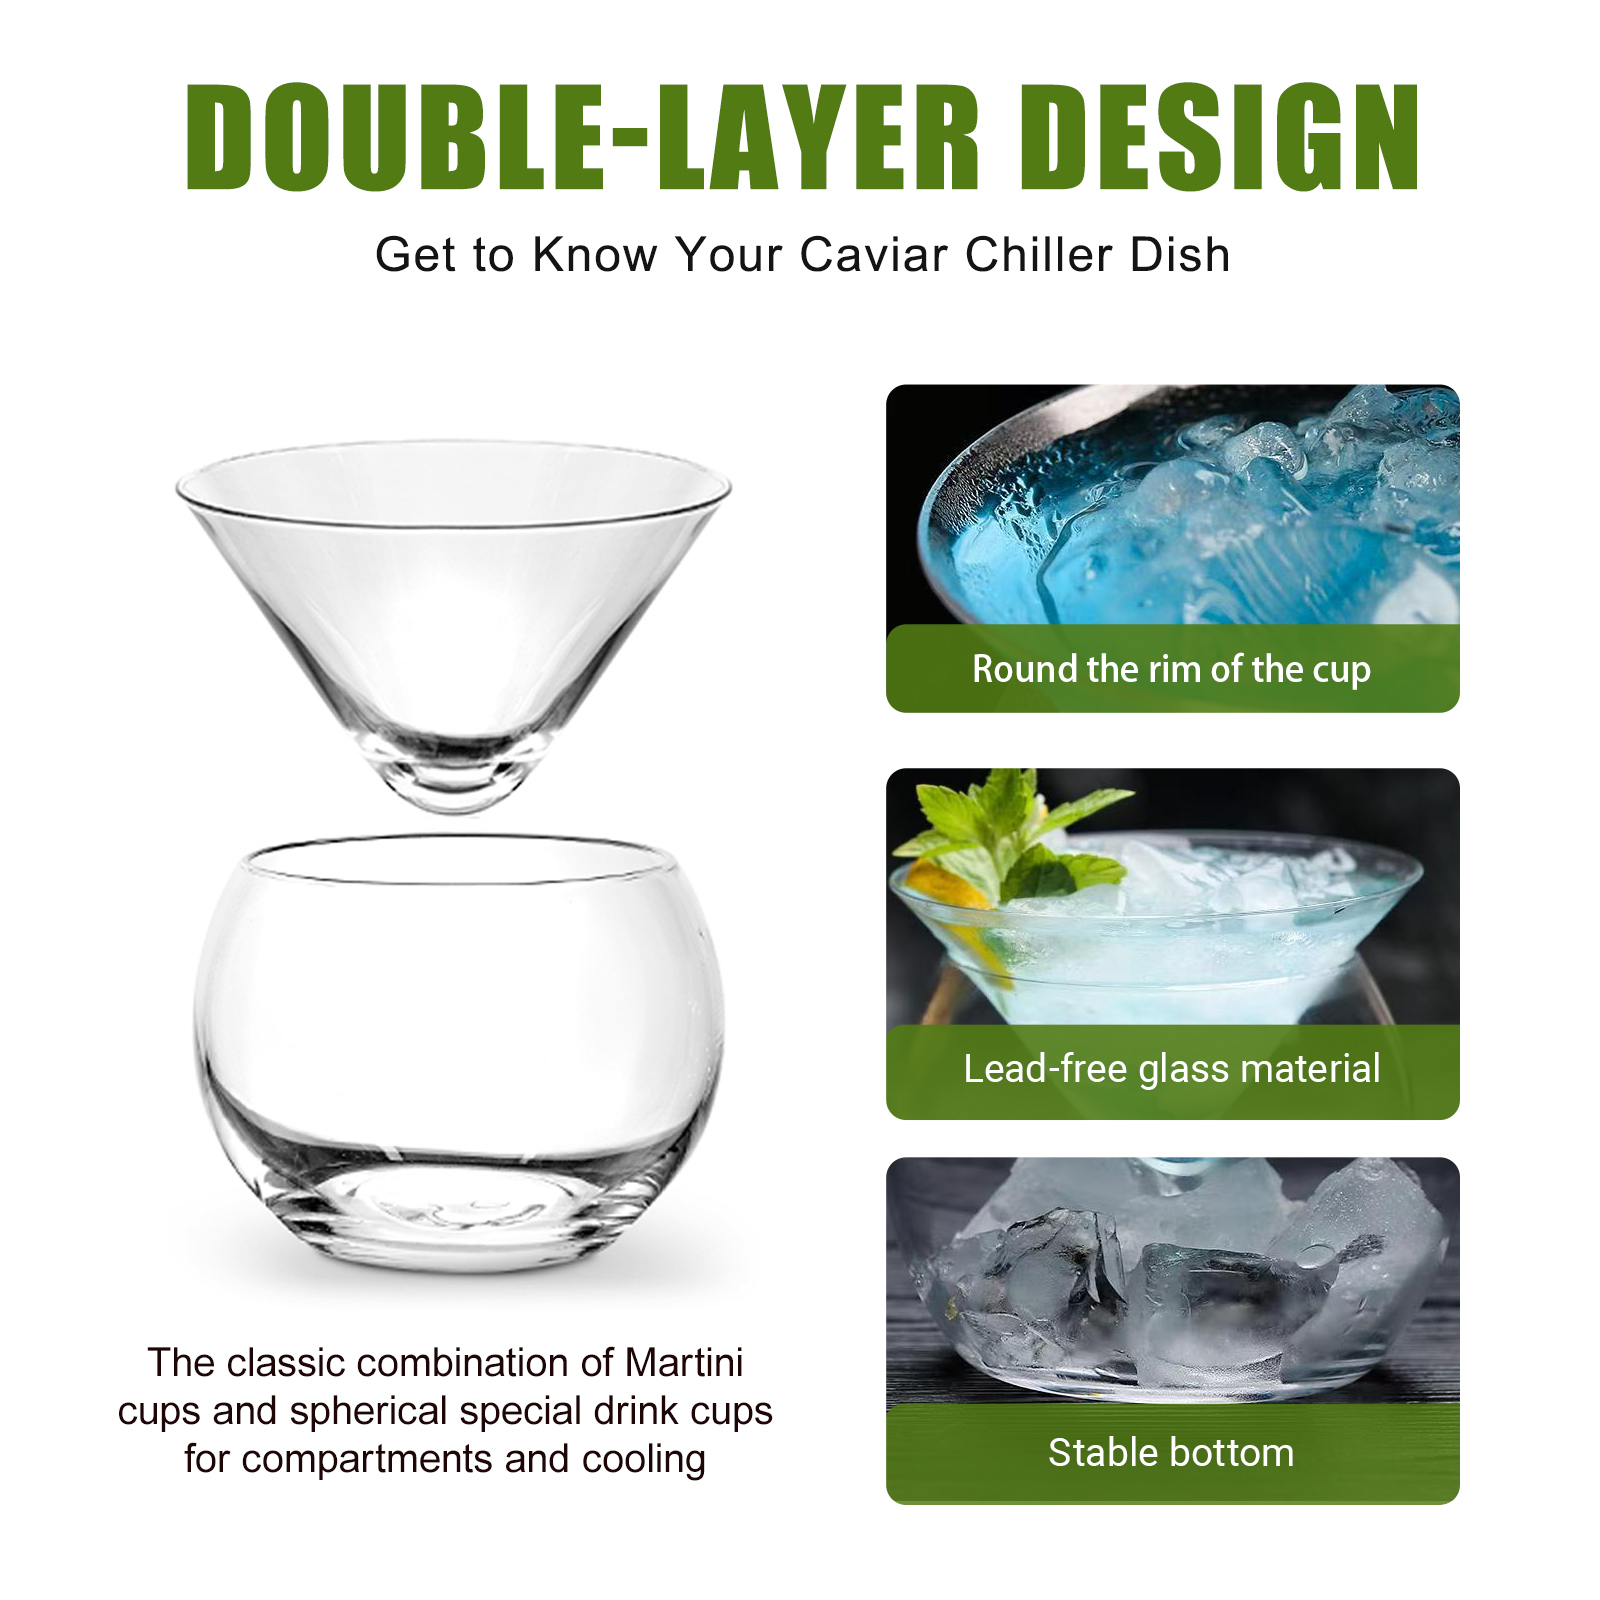 DOUBLE-LAYER DESIGN
Get to Know Your Caviar Chiller Dish
Round the rim of the cup
Lead-free glass material
Stable bottom
The classic combination of Martini
cups and spherical special drink cups
for compartments and cooling